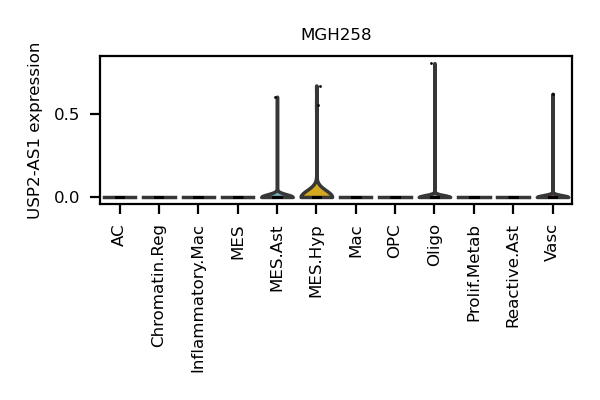 MGH258
USP2-AS1 expression
0.5
0.0
AC
Chromatin.Reg
Inflammatory.Mac
MES
MES.Ast
MES.Hyp
Mac
OPC
Oligo
Prolif.Metab
Reactive.Ast
Vasc